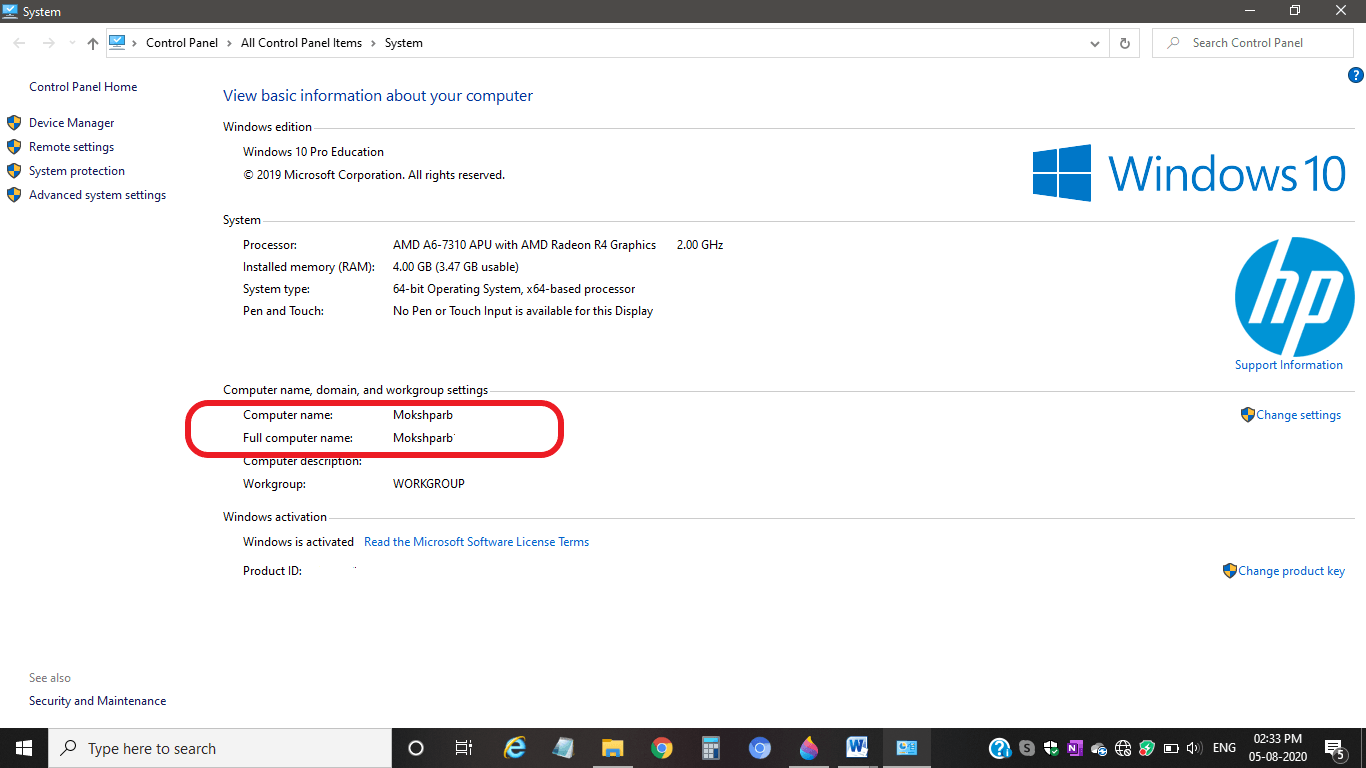 System
Control Panel › All Control Panel Items › System
Search Control Panel
Control Panel Home
Device Manager
Remote settings
System protection
Advanced system settings
?
View basic information about your computer
Windows edition
Windows 10 Pro Education
© 2019 Microsoft Corporation. All rights reserved.
Windows 10
System
Processor: AMD A6-7310 APU with AMD Radeon R4 Graphics 2.00 GHz
Installed memory (RAM): 4.00 GB (3.47 GB usable)
System type: 64-bit Operating System, x64-based processor
Pen and Touch: No Pen or Touch Input is available for this Display
hp
Support Information
Computer name, domain, and workgroup settings
Computer name: Mokshparb
Change settings
Full computer name: Mokshparb
Computer description:
Workgroup: WORKGROUP
Windows activation
Windows is activated Read the Microsoft Software License Terms
Product ID:
Change product key
See also
Security and Maintenance
Type here to search
ENG
02:33 PM
05-08-2020
5